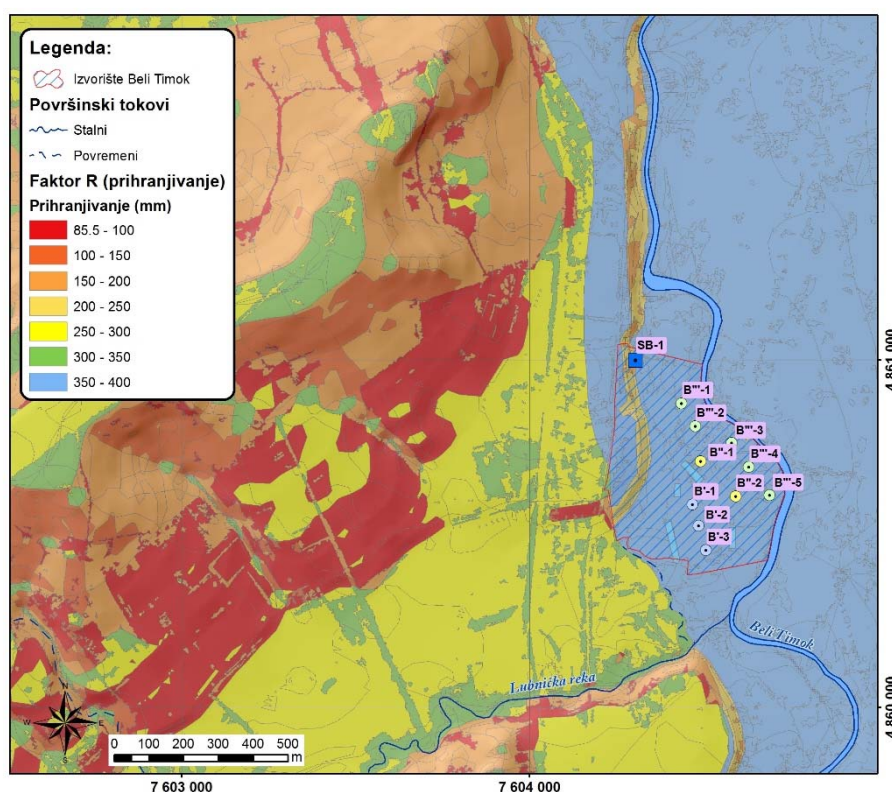 Legenda:
Izvorište Beli Timok
Površinski tokovi
Stalni
Povremeni
Faktor R (prihranjivanje)
Prihranjivanje (mm)
85.5 - 100
100 - 150
150 - 200
200 - 250
250 - 300
300 - 350
350 - 400
SB-1
4 861 000
B'''-1
B'''-2
B'''-3
B''-1
B'''-4
B'-1
B''-2
B'''-5
B'-2
B'-3
Beli Timok
Lubnička reka
4 860 000
N
W E
S
0 100 200 300 400 500
m
7 603 000
7 604 000